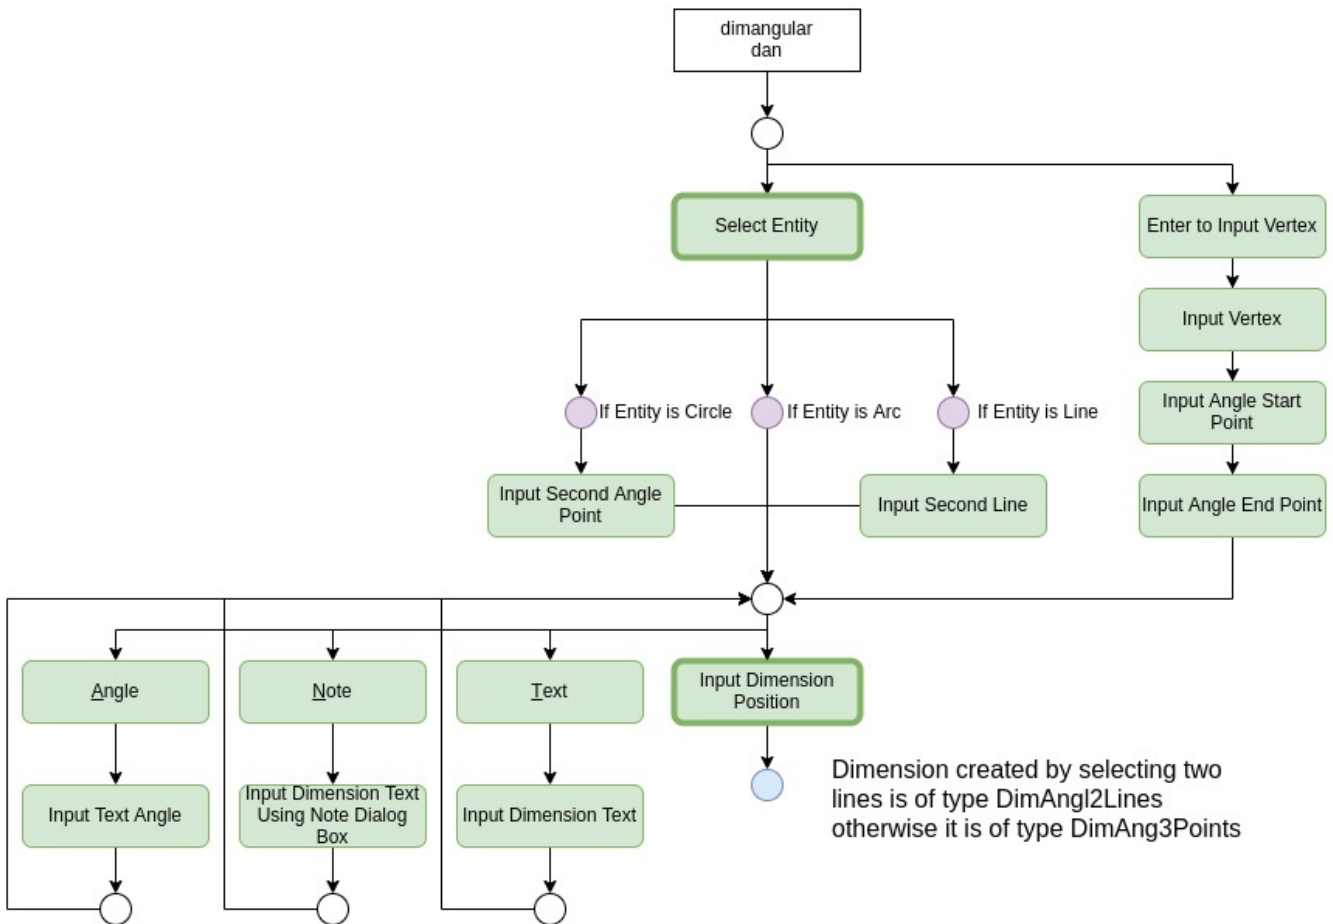 dimangular
dan
Select Entity
Enter to Input Vertex
Input Vertex
If Entity is Circle
If Entity is Arc
If Entity is Line
Input Angle Start
Point
Input Second Angle
Point
Input Second Line
Input Angle End Point
Angle
Note
Text
Input Dimension
Position
Input Text Angle
Input Dimension Text
Using Note Dialog
Box
Input Dimension Text
Dimension created by selecting two
lines is of type DimAngl2Lines
otherwise it is of type DimAng3Points